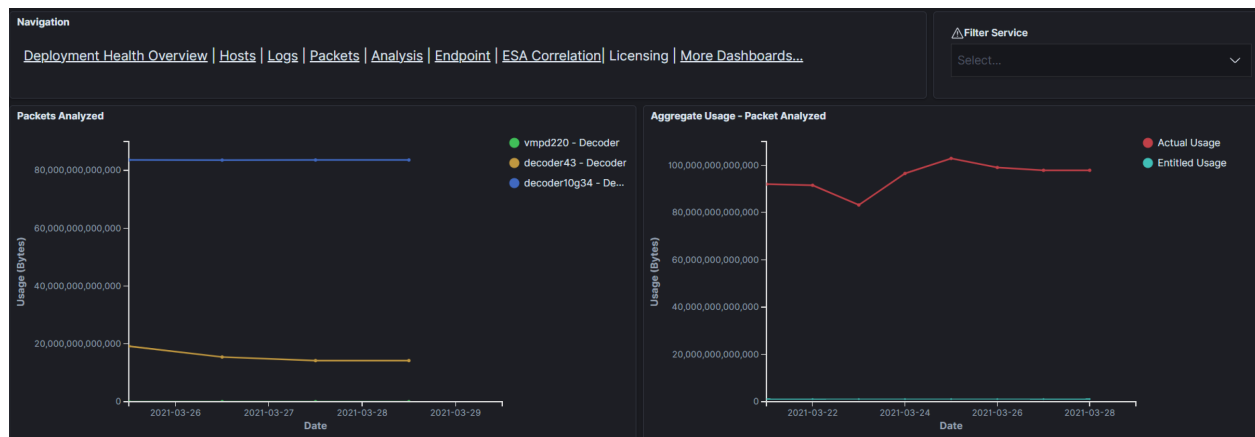 Navigation
Deployment Health Overview | Hosts | Logs | Packets | Analysis | Endpoint | ESA Correlation| Licensing | More Dashboards...
Filter Service
Select...
Packets Analyzed
vmpd220 - Decoder
decoder43 - Decoder
decoder10g34 - De...
80,000,000,000,000
60,000,000,000,000
40,000,000,000,000
20,000,000,000,000
0
Usage (Bytes)
2021-03-26 2021-03-27 2021-03-28 2021-03-29
Date
Aggregate Usage - Packet Analyzed
Actual Usage
Entitled Usage
100,000,000,000,000
80,000,000,000,000
60,000,000,000,000
40,000,000,000,000
20,000,000,000,000
0
Usage (Bytes)
2021-03-22 2021-03-24 2021-03-26 2021-03-28
Date